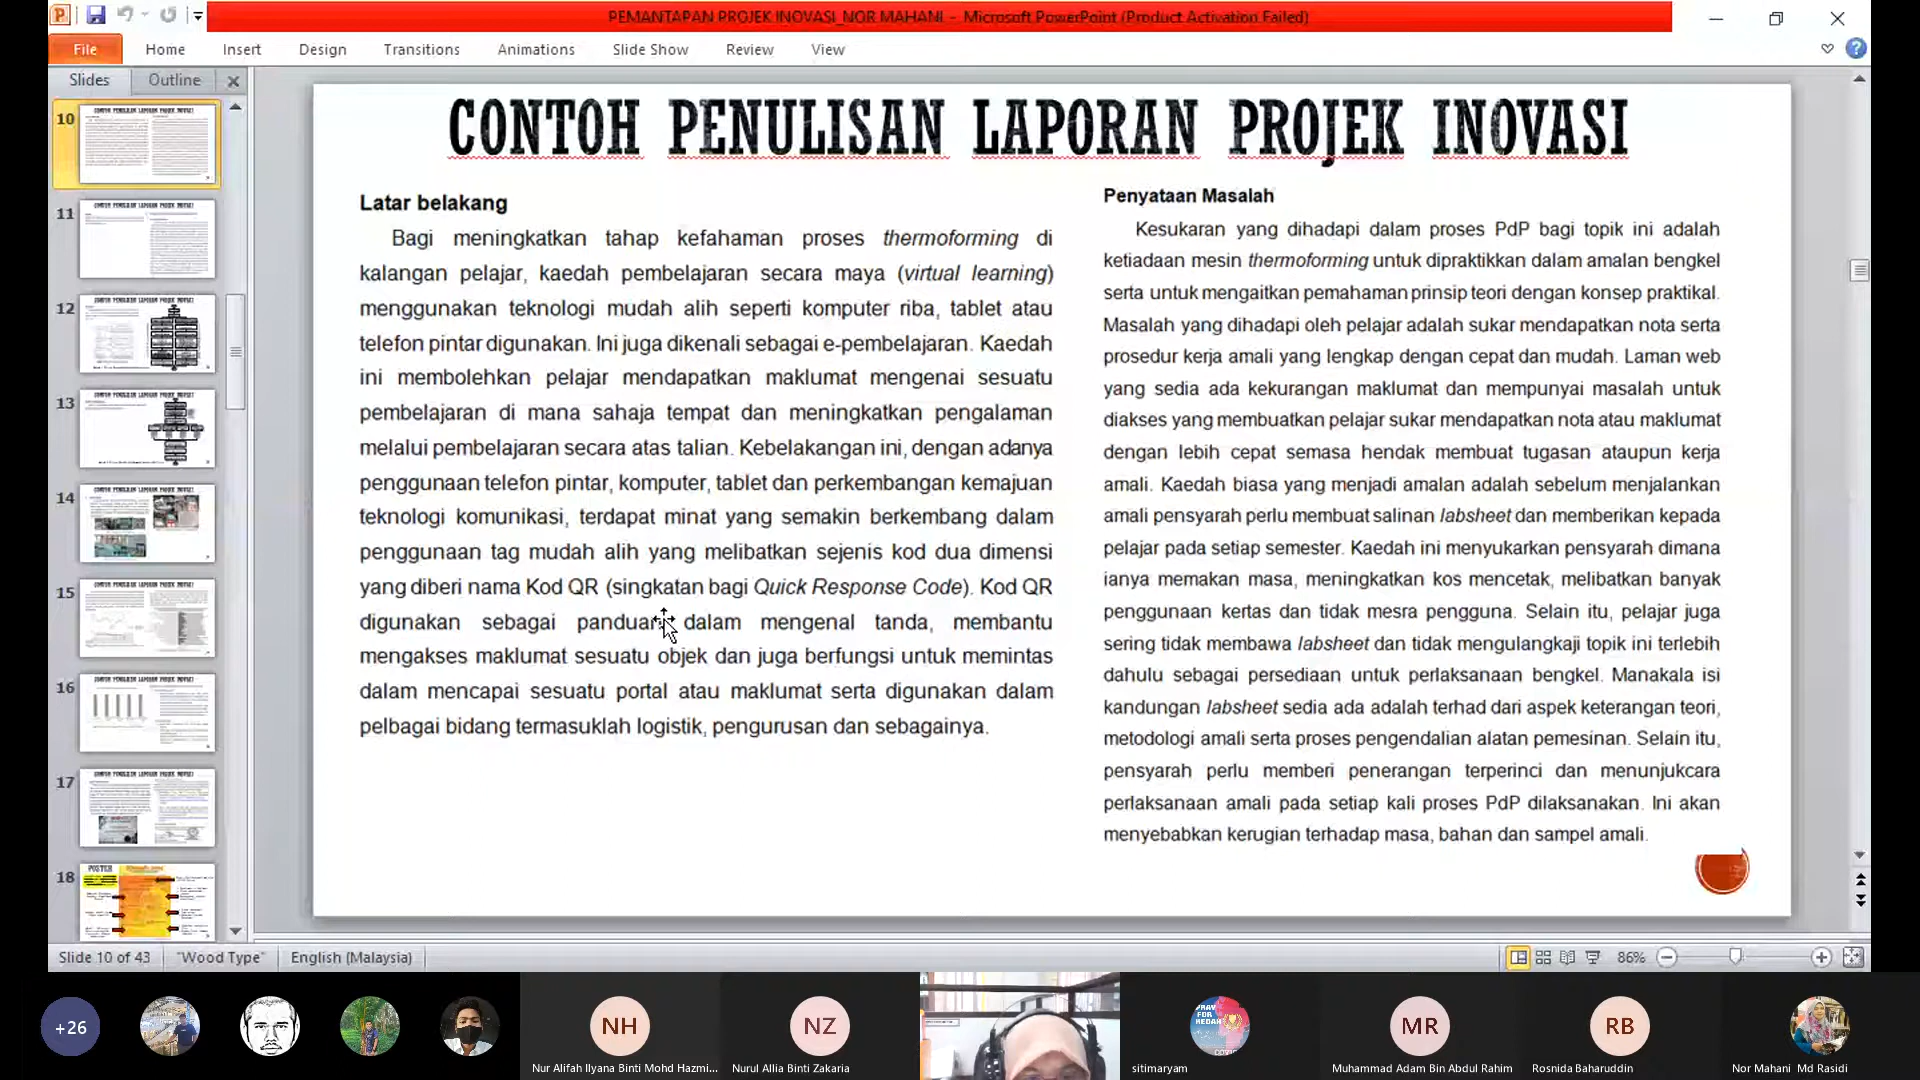 PEMANTAPAN PROJEK INOVASI_NOR MAHANI - Microsoft PowerPoint (Product Activation Failed)
File Home Insert Design Transitions Animations Slide Show Review View
Slides Outline
10
11
12
13
14
15
16
17
18
POSTER
CONTOH PENULISAN LAPORAN PROJEK INOVASI
Latar belakang
Bagi meningkatkan tahap kefahaman proses thermoforming di
kalangan pelajar, kaedah pembelajaran secara maya (virtual learning)
menggunakan teknologi mudah alih seperti komputer riba, tablet atau
telefon pintar digunakan. Ini juga dikenali sebagai e-pembelajaran. Kaedah
ini membolehkan pelajar mendapatkan maklumat mengenai sesuatu
pembelajaran di mana sahaja tempat dan meningkatkan pengalaman
melalui pembelajaran secara atas talian. Kebelakangan ini, dengan adanya
penggunaan telefon pintar, komputer, tablet dan perkembangan kemajuan
teknologi komunikasi, terdapat minat yang semakin berkembang dalam
penggunaan tag mudah alih yang melibatkan sejenis kod dua dimensi
yang diberi nama Kod QR (singkatan bagi Quick Response Code). Kod QR
digunakan sebagai panduan dalam mengenal tanda, membantu
mengakses maklumat sesuatu objek dan juga berfungsi untuk memintas
dalam mencapai sesuatu portal atau maklumat serta digunakan dalam
pelbagai bidang termasuklah logistik, pengurusan dan sebagainya.
Penyataan Masalah
Kesukaran yang dihadapi dalam proses PdP bagi topik ini adalah
ketiadaan mesin thermoforming untuk dipraktikkan dalam amalan bengkel
serta untuk mengaitkan pemahaman prinsip teori dengan konsep praktikal.
Masalah yang dihadapi oleh pelajar adalah sukar mendapatkan nota serta
prosedur kerja amali yang lengkap dengan cepat dan mudah. Laman web
yang sedia ada kekurangan maklumat dan mempunyai masalah untuk
diakses yang membuatkan pelajar sukar mendapatkan nota atau maklumat
dengan lebih cepat semasa hendak membuat tugasan ataupun kerja
amali. Kaedah biasa yang menjadi amalan adalah sebelum menjalankan
amali pensyarah perlu membuat salinan labsheet dan memberikan kepada
pelajar pada setiap semester. Kaedah ini menyukarkan pensyarah dimana
ianya memakan masa, meningkatkan kos mencetak, melibatkan banyak
penggunaan kertas dan tidak mesra pengguna. Selain itu, pelajar juga
sering tidak membawa labsheet dan tidak mengulangkaji topik ini terlebih
dahulu sebagai persediaan untuk perlaksanaan bengkel. Manakala isi
kandungan labsheet sedia ada adalah terhad dari aspek keterangan teori,
metodologi amali serta proses pengendalian alatan pemesinan. Selain itu,
pensyarah perlu memberi penerangan terperinci dan menunjukcara
perlaksanaan amali pada setiap kali proses PdP dilaksanakan. Ini akan
menyebabkan kerugian terhadap masa, bahan dan sampel amali.
Slide 10 of 43 "Wood Type" English (Malaysia) 86%
+26 NH NZ MR RB
Nur Alifah Ilyana Binti Mohd Hazmi... Nurul Allia Binti Zakaria sitimaryam Muhammad Adam Bin Abdul Rahim Rosnida Baharuddin Nor Mahani Md Rasidi